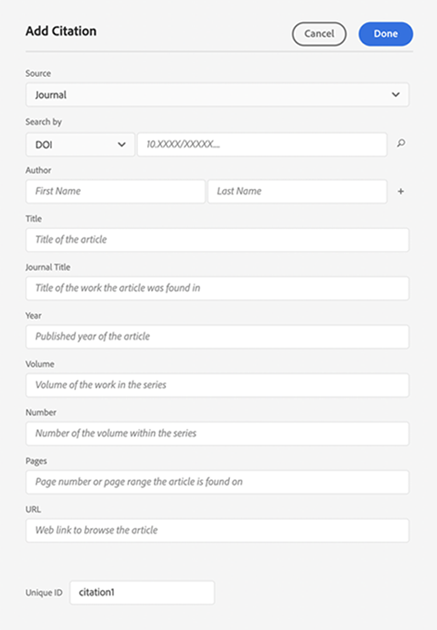 Add Citation
Cancel
Done
Source
Journal
Search by
DOI
10.XXXX/XXXXX....
Author
First Name
Last Name
+
Title
Title of the article
Journal Title
Title of the work the article was found in
Year
Published year of the article
Volume
Volume of the work in the series
Number
Number of the volume within the series
Pages
Page number or page range the article is found on
URL
Web link to browse the article
Unique ID
citation1